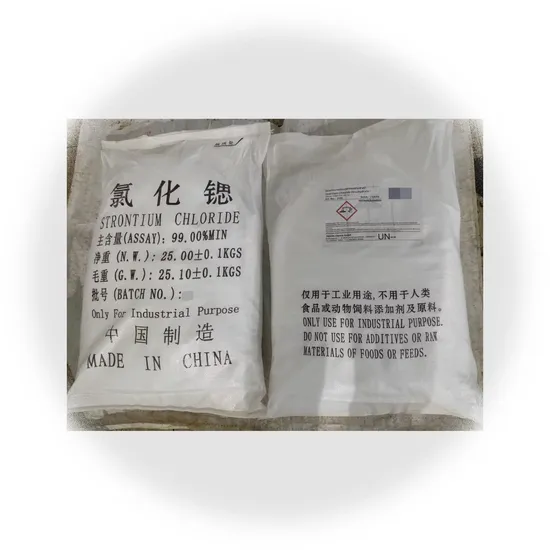 氯化锶
STRONTIUM CHLORIDE
主含量(ASSAY): 99.00%MIN
净重(N.W.): 25.00±0.1KGS
毛重(G.W.): 25.10±0.1KGS
批号(BATCH NO.):
Only For Industrial Purpose
中国制造
MADE IN CHINA
UN
仅用于工业用途,不用于人类
食品或动物饲料添加剂及原料。
ONLY USE FOR INDUSTRIAL PURPOSE.
DO NOT USE FOR ADDITIVES OR RAW
MATERIALS OF FOODS OR FEEDS.